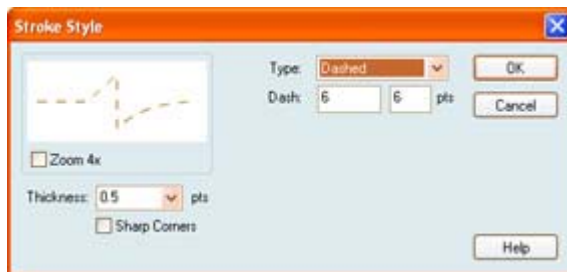 Stroke Style
Type: Dashed
OK
Dash: 6 6 pts
Cancel
Zoom 4x
Thickness: 0.5 pts
Sharp Corners
Help